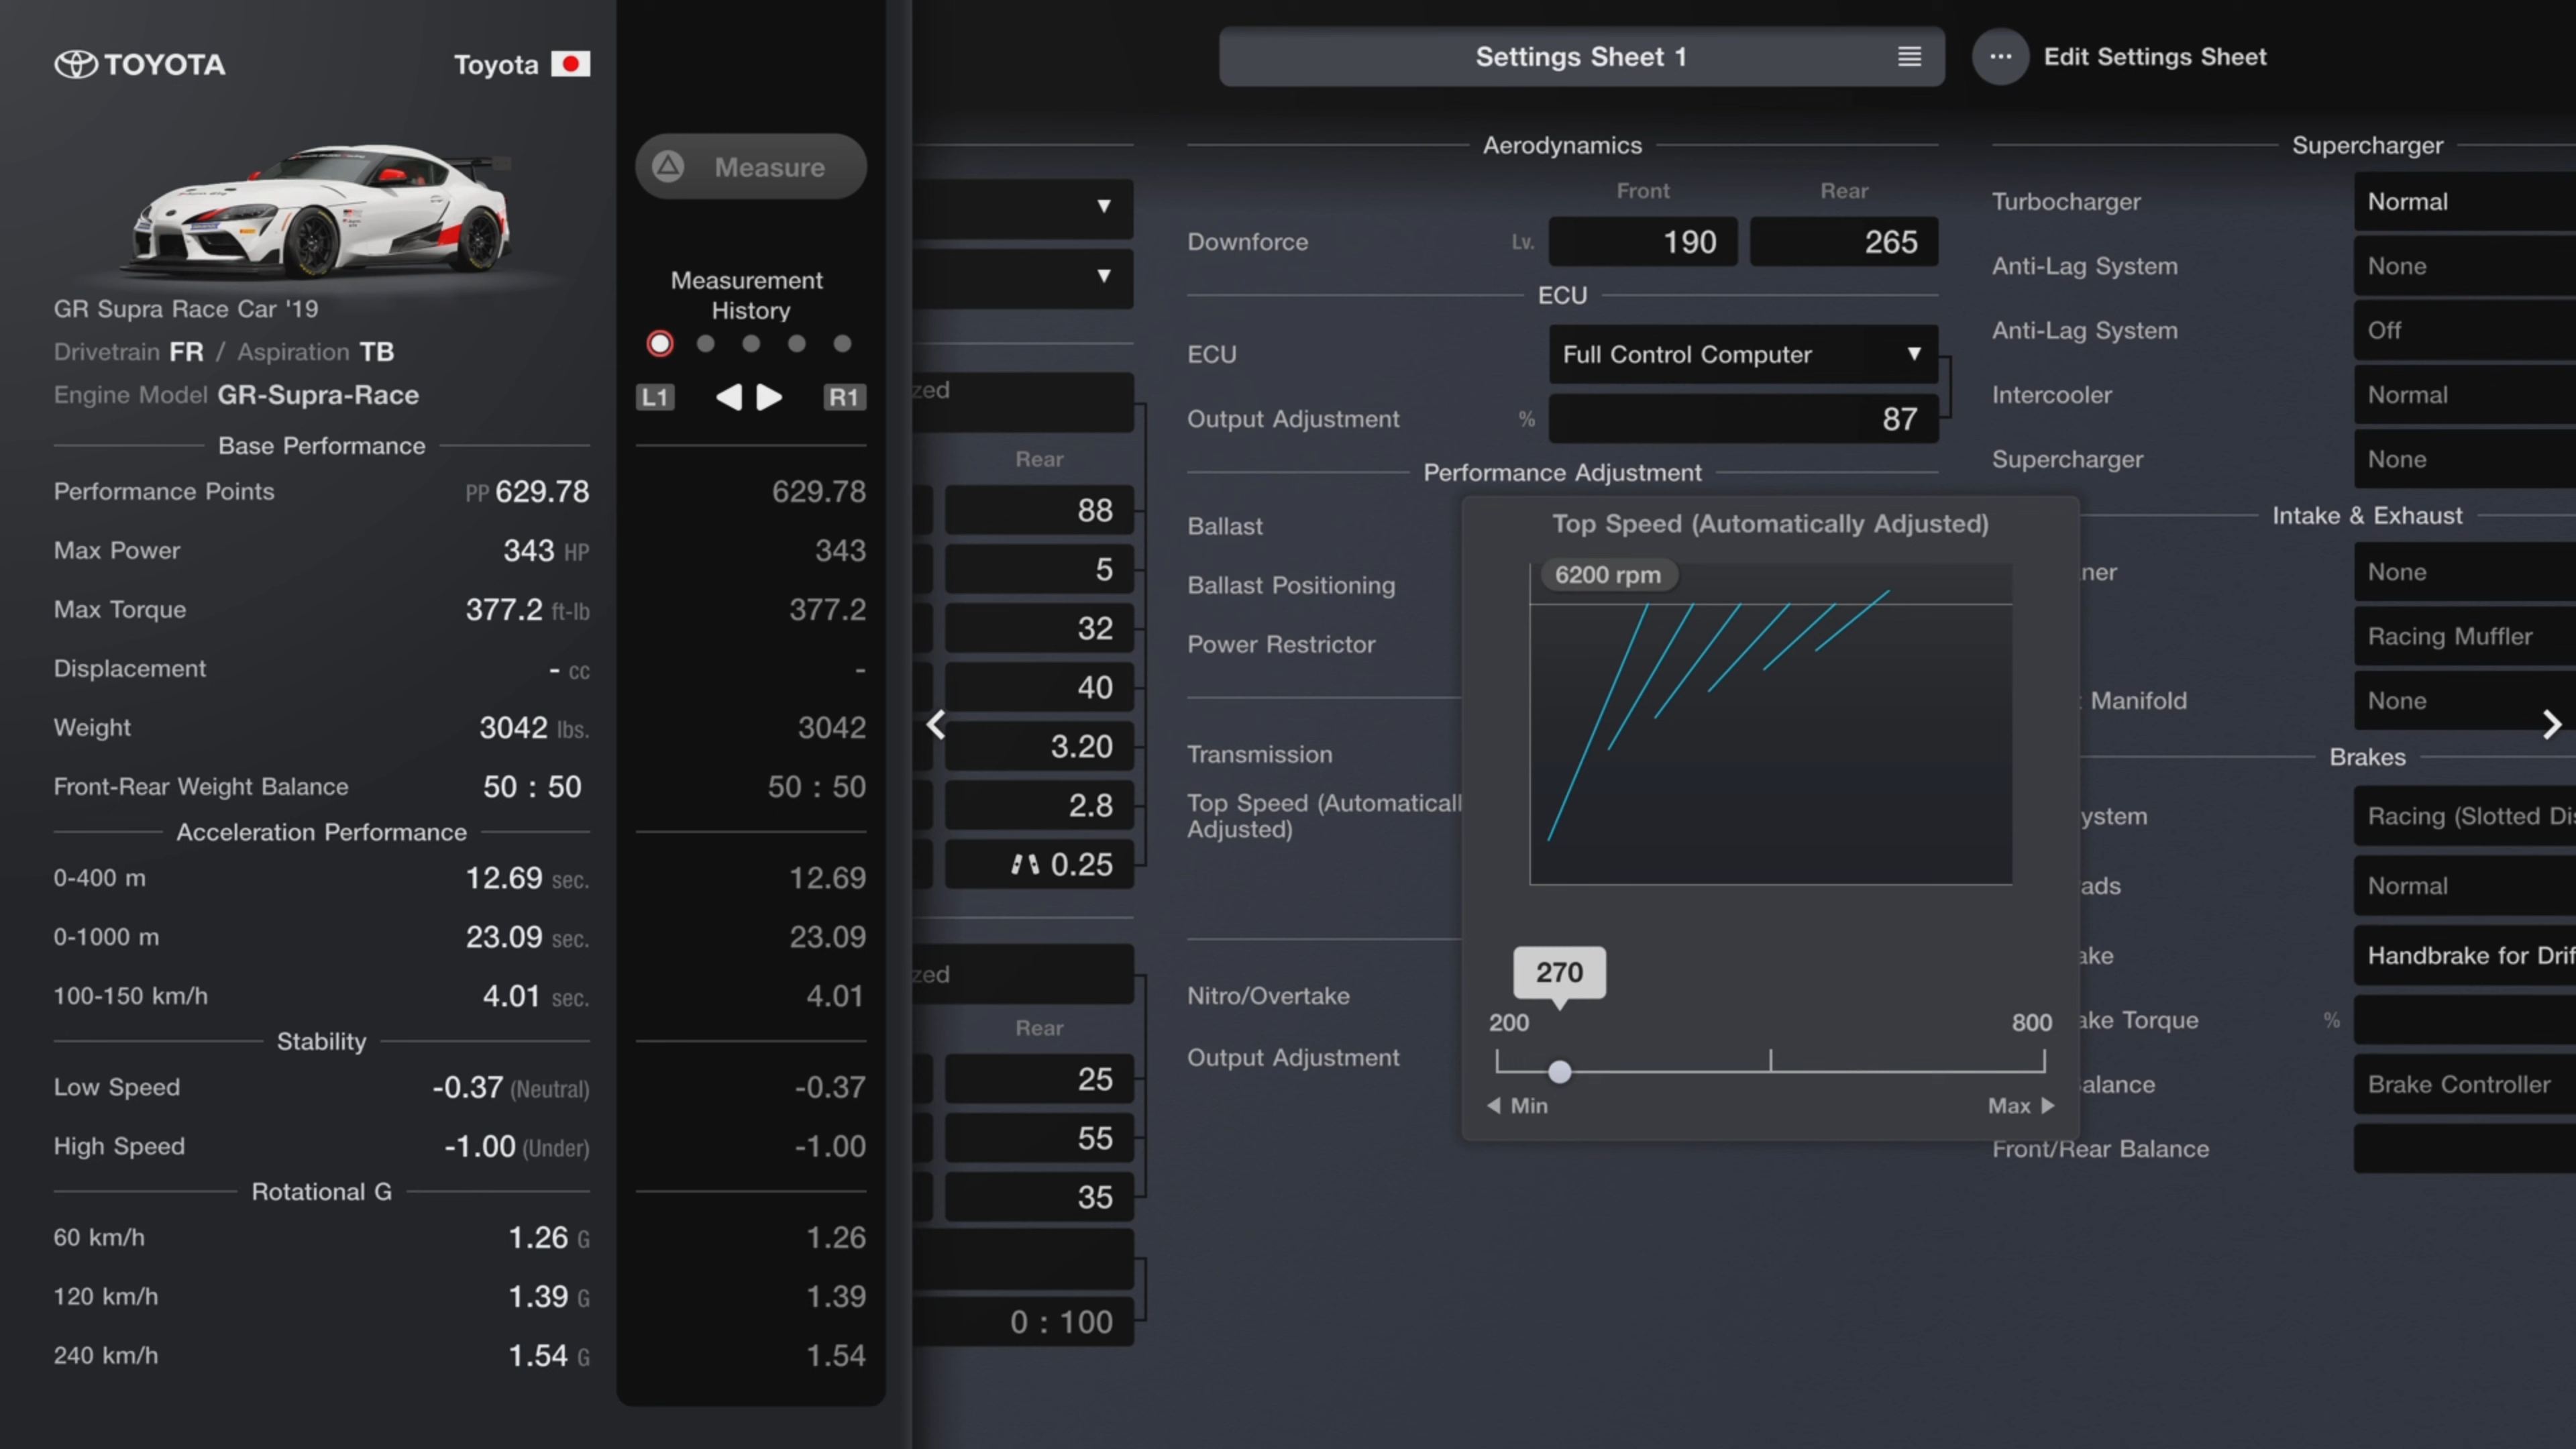 TOYOTA
Toyota
GR Supra Race Car '19
Drivetrain FR / Aspiration TB
Engine Model GR-Supra-Race
Base Performance
Performance Points PP 629.78
Max Power 343 HP
Max Torque 377.2 ft-lb
Displacement - cc
Weight 3042 lbs.
Front-Rear Weight Balance 50 : 50
Acceleration Performance
0-400 m 12.69 sec.
0-1000 m 23.09 sec.
100-150 km/h 4.01 sec.
Stability
Low Speed -0.37 (Neutral)
High Speed -1.00 (Under)
Rotational G
60 km/h 1.26 G
120 km/h 1.39 G
240 km/h 1.54 G
Measure
Measurement
History
L1 R1
629.78
343
377.2
-
3042
50 : 50
12.69
23.09
4.01
-0.37
-1.00
1.26
1.39
1.54
Settings Sheet 1
Edit Settings Sheet
zed
Rear
88
5
32
40
3.20
2.8
0.25
zed
Rear
25
55
35
0 : 100
Aerodynamics
Front Rear
Downforce Lv. 190 265
ECU
ECU Full Control Computer
Output Adjustment % 87
Performance Adjustment
Ballast
Ballast Positioning
Power Restrictor
Transmission
Top Speed (Automaticall
Adjusted)
Nitro/Overtake
Output Adjustment
Top Speed (Automatically Adjusted)
6200 rpm
270
200 800
Min Max
Supercharger
Turbocharger Normal
Anti-Lag System None
Anti-Lag System Off
Intercooler Normal
Supercharger None
Intake & Exhaust
ner None
Racing Muffler
Manifold None
Brakes
ystem Racing (Slotted Dis
ads Normal
ake Handbrake for Drif
ake Torque %
alance Brake Controller
Front/Rear Balance